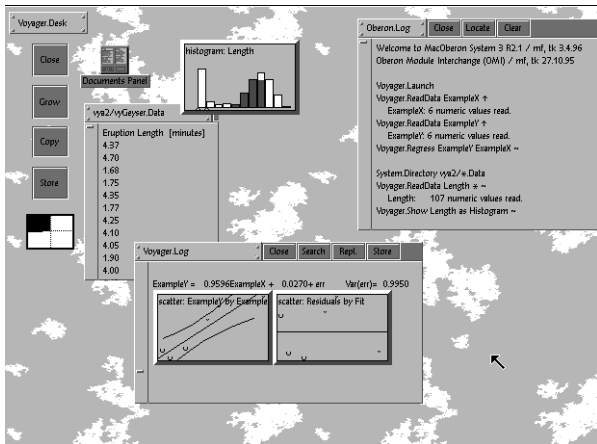 Voyager.Desk
Close
Grow
Copy
Store
Documents Panel
histogram: Length
vya2/vyGeyser.Data
Eruption Length [minutes]
4.37
4.70
1.68
1.75
4.35
1.77
4.25
4.10
4.05
1.90
4.00
Oberon.Log Close Locate Clear
Welcome to MacOberon System 3 R2.1 / mf, tk 3.4.96
Oberon Module Interchange (OMI) / mf, tk 27.10.95
Voyager.Launch
Voyager.ReadData ExampleX ↑
ExampleX: 6 numeric values read.
Voyager.ReadData ExampleY ↑
ExampleY: 6 numeric values read.
Voyager.Regress ExampleY ExampleX ~
System.Directory vya2/*.Data
Voyager.ReadData Length * ~
Length: 107 numeric values read.
Voyager.Show Length as Histogram ~
Voyager.Log Close Search Repl. Store
ExampleY = 0.9596ExampleX + 0.0270+ err Var(err)= 0.9950
scatter: ExampleY by Example
scatter: Residuals by Fit